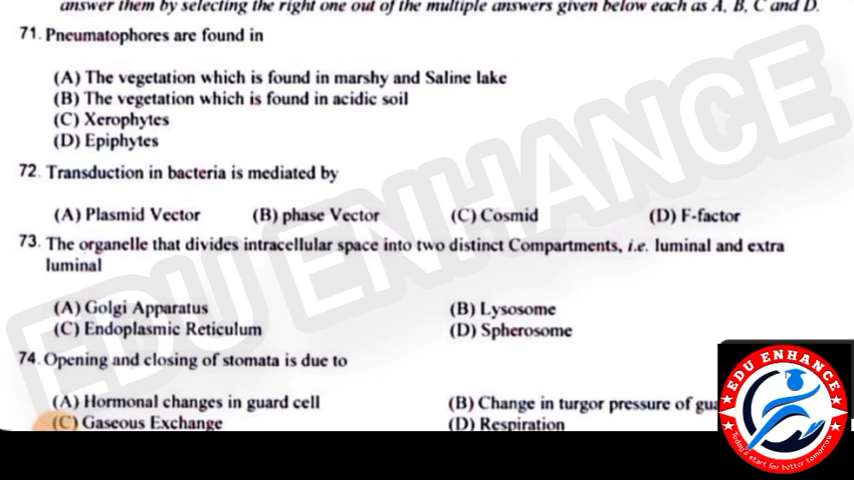 answer them by selecting the right one out of the multiple answers given below each as A, B, C and D.
71. Pneumatophores are found in
(A) The vegetation which is found in marshy and Saline lake
(B) The vegetation which is found in acidic soil
(C) Xerophytes
(D) Epiphytes
72. Transduction in bacteria is mediated by
(A) Plasmid Vector (B) phase Vector (C) Cosmid (D) F-factor
73. The organelle that divides intracellular space into two distinct Compartments, i.e. luminal and extra
luminal
(A) Golgi Apparatus (B) Lysosome
(C) Endoplasmic Reticulum (D) Spherosome
74. Opening and closing of stomata is due to
(A) Hormonal changes in guard cell (B) Change in turgor pressure of gua
(C) Gaseous Exchange (D) Respiration
EDU ENHANCE
EDU ENHANCE
Today's start for better tomorrow